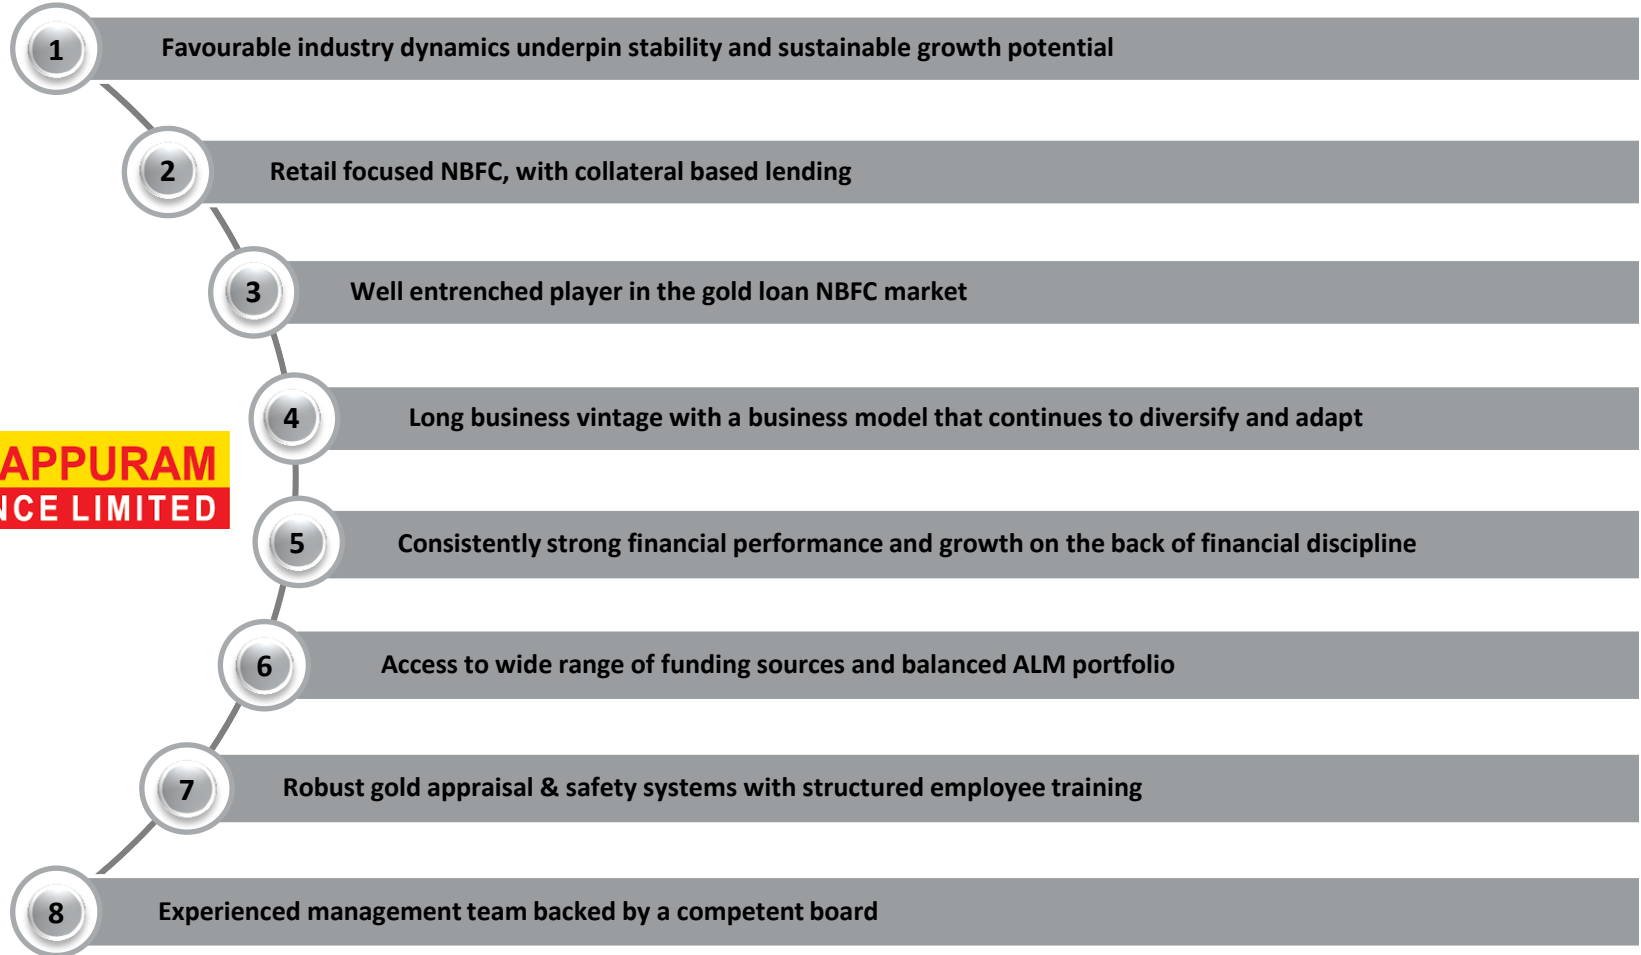 1
Favourable industry dynamics underpin stability and sustainable growth potential
2
Retail focused NBFC, with collateral based lending
3
Well entrenched player in the gold loan NBFC market
4
Long business vintage with a business model that continues to diversify and adapt
APPURAM
NCE LIMITED
5
Consistently strong financial performance and growth on the back of financial discipline
6
Access to wide range of funding sources and balanced ALM portfolio
7
Robust gold appraisal & safety systems with structured employee training
8
Experienced management team backed by a competent board